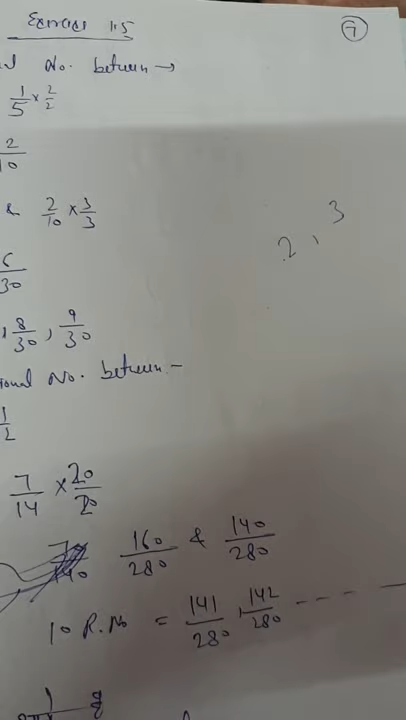 Exercise 1.5 7
No. between →
1/5 × 2/2
2/10
& 2/10 × 3/3
2, 3
6/30
, 8/30, 9/30
ional No. between -
1/2
7/14 × 20/20
160/280 & 140/280
10 R.No = 141/280, 142/280 - - - -